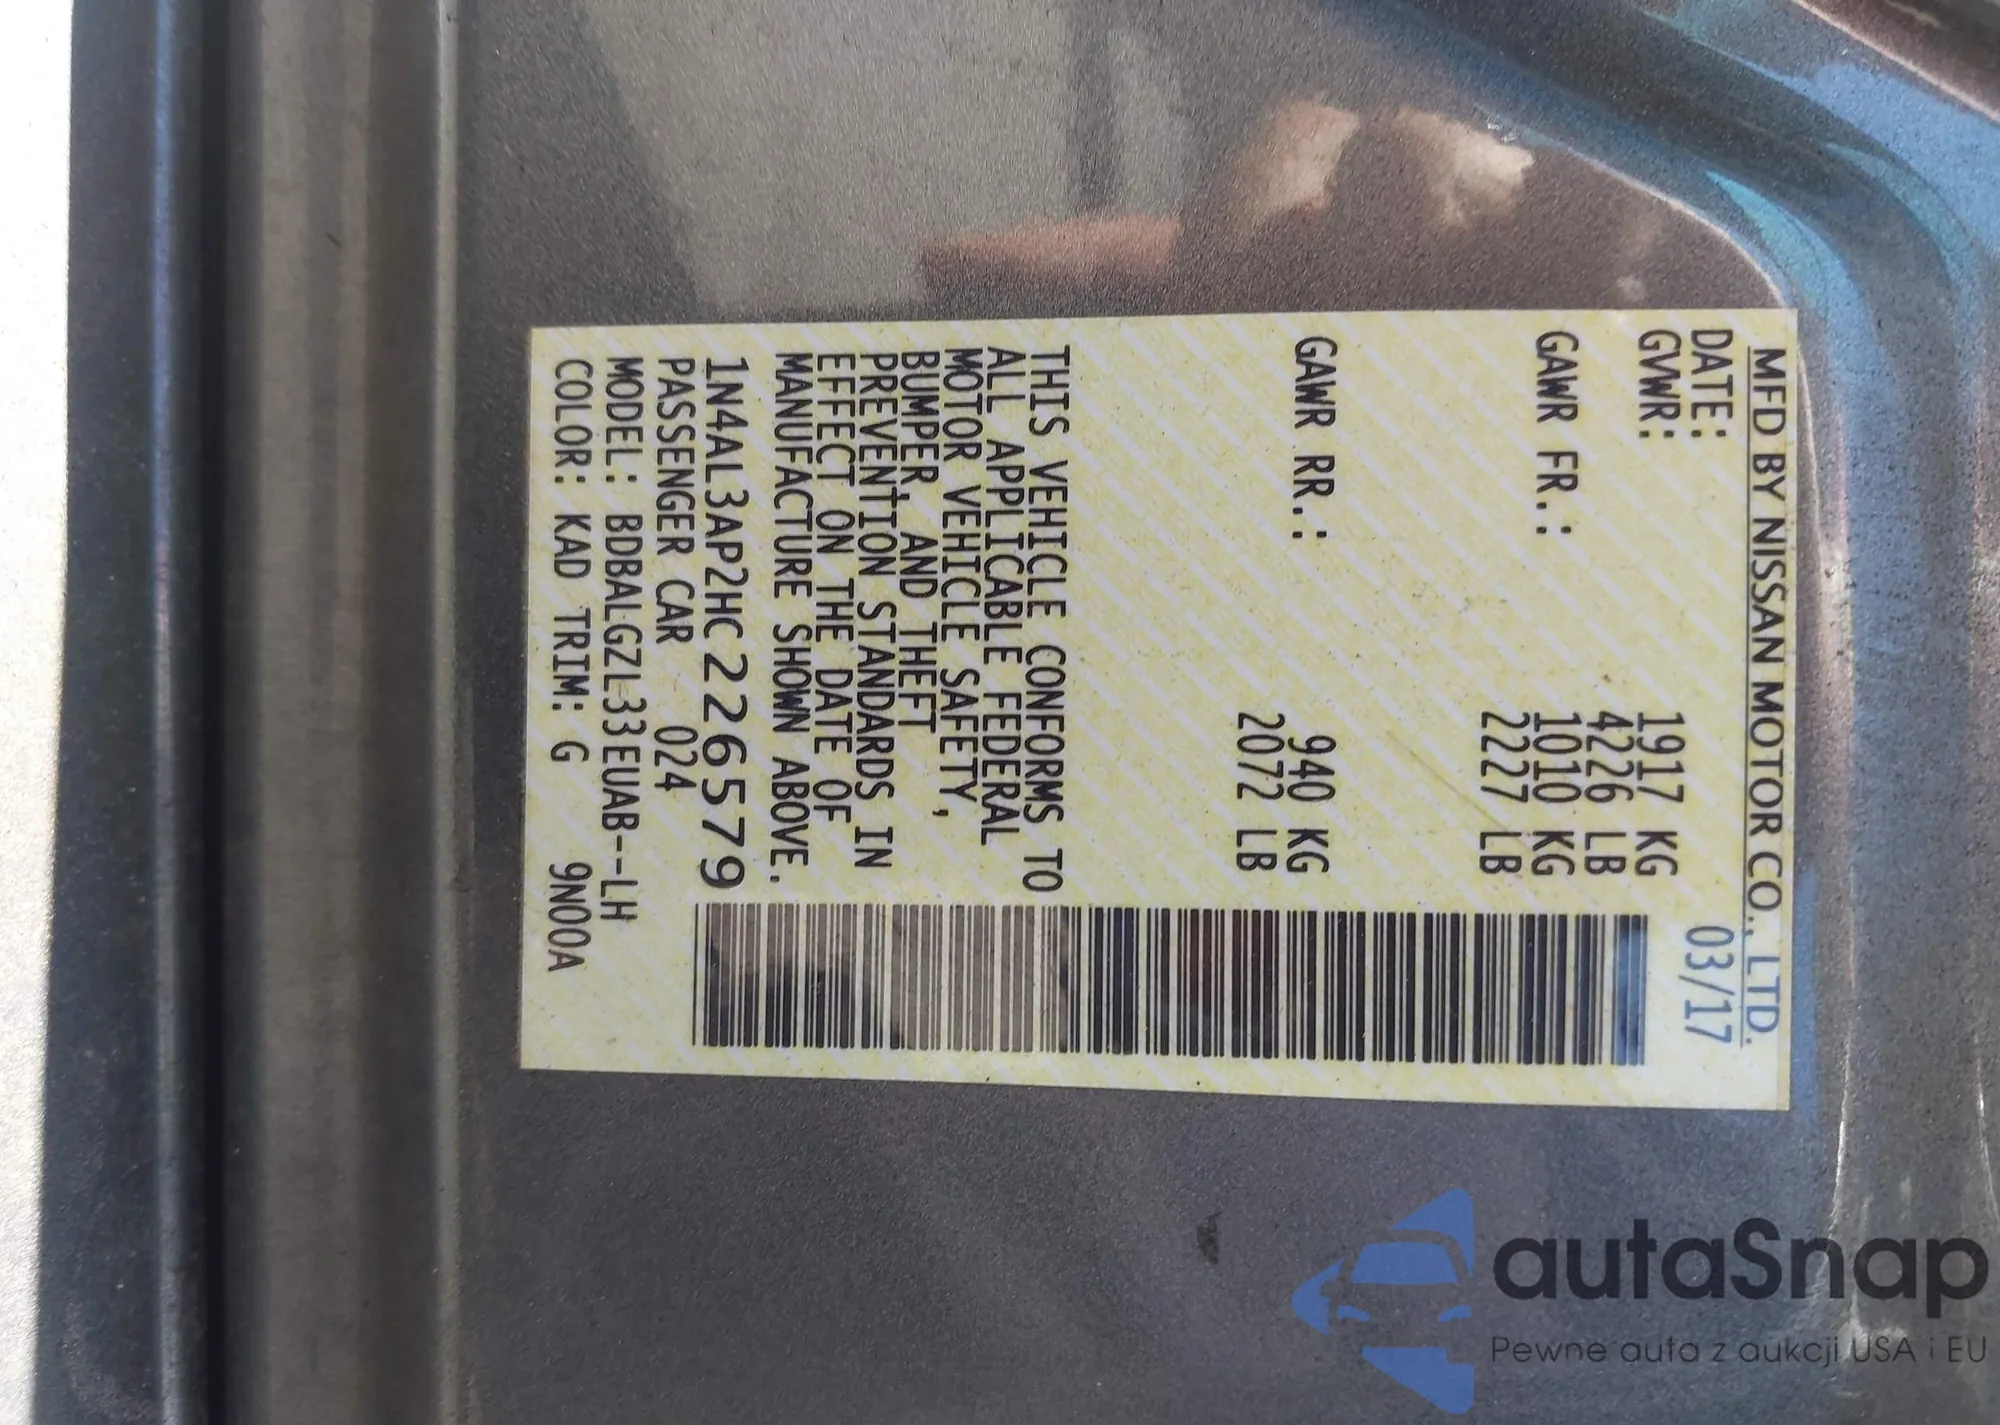 MFD BY NISSAN MOTOR CO., LTD.
DATE: 03/17
GVWR: 1917 KG
4226 LB
GAWR FR.: 1010 KG
2227 LB
GAWR RR.: 940 KG
2072 LB
THIS VEHICLE CONFORMS TO
ALL APPLICABLE FEDERAL
MOTOR VEHICLE SAFETY,
BUMPER, AND THEFT
PREVENTION STANDARDS IN
EFFECT ON THE DATE OF
MANUFACTURE SHOWN ABOVE.
1N4AL3AP2HC226579
PASSENGER CAR 024
MODEL: BDBALGZL33EUAB--LH
COLOR: KAD TRIM: G 9N00A
autaSnap
Pewne auta z aukcji USA i EU